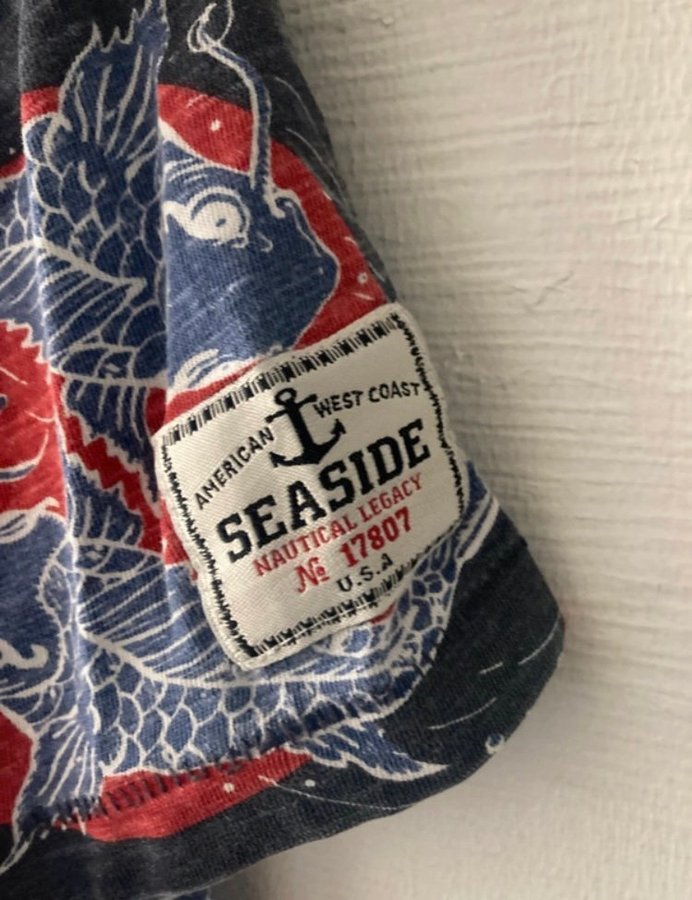 AMERICAN WEST COAST
SEASIDE
NAUTICAL LEGACY
№ 17807
U.S.A